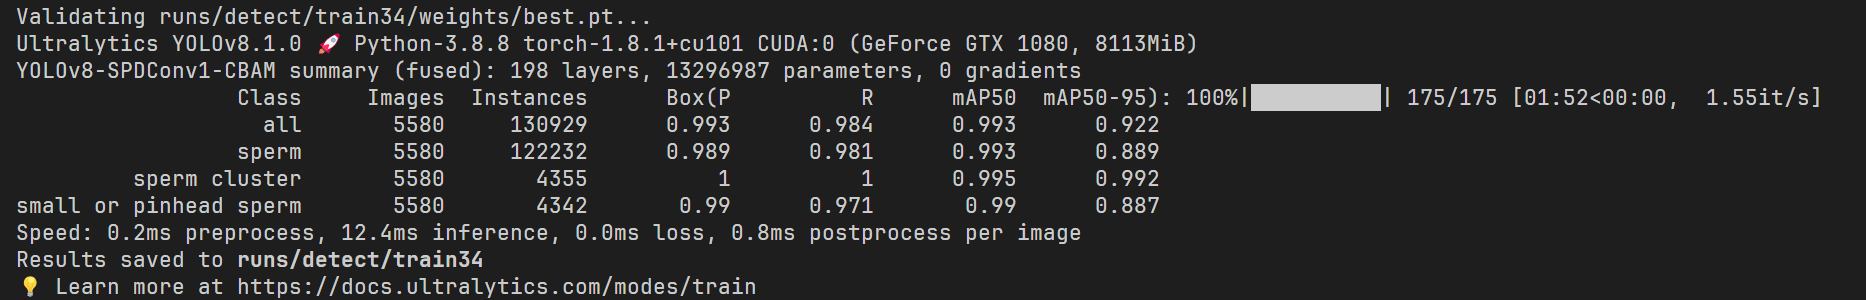 Validating runs/detect/train34/weights/best.pt...
Ultralytics YOLOv8.1.0 🚀 Python-3.8.8 torch-1.8.1+cu101 CUDA:0 (GeForce GTX 1080, 8113MiB)
YOLOv8-SPDConv1-CBAM summary (fused): 198 layers, 13296987 parameters, 0 gradients
Class Images Instances Box(P R mAP50 mAP50-95): 100%|██████████| 175/175 [01:52<00:00, 1.55it/s]
all 5580 130929 0.993 0.984 0.993 0.922
sperm 5580 122232 0.989 0.981 0.993 0.889
sperm cluster 5580 4355 1 1 0.995 0.992
small or pinhead sperm 5580 4342 0.99 0.971 0.99 0.887
Speed: 0.2ms preprocess, 12.4ms inference, 0.0ms loss, 0.8ms postprocess per image
Results saved to runs/detect/train34
💡 Learn more at https://docs.ultralytics.com/modes/train